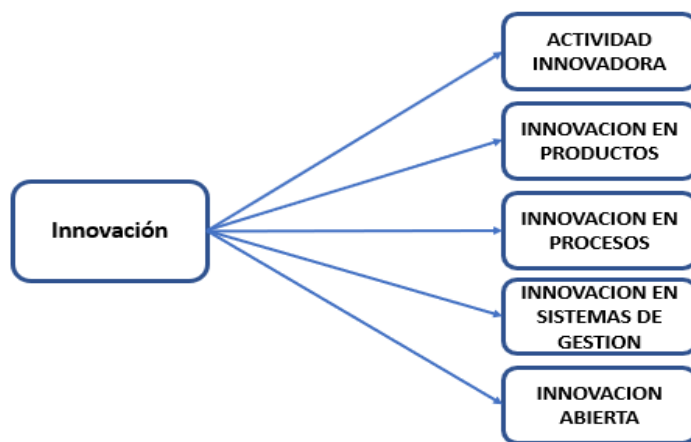 ACTIVIDAD
INNOVADORA
INNOVACION EN
PRODUCTOS
Innovación
INNOVACION EN
PROCESOS
INNOVACION EN
SISTEMAS DE
GESTION
INNOVACION
ABIERTA